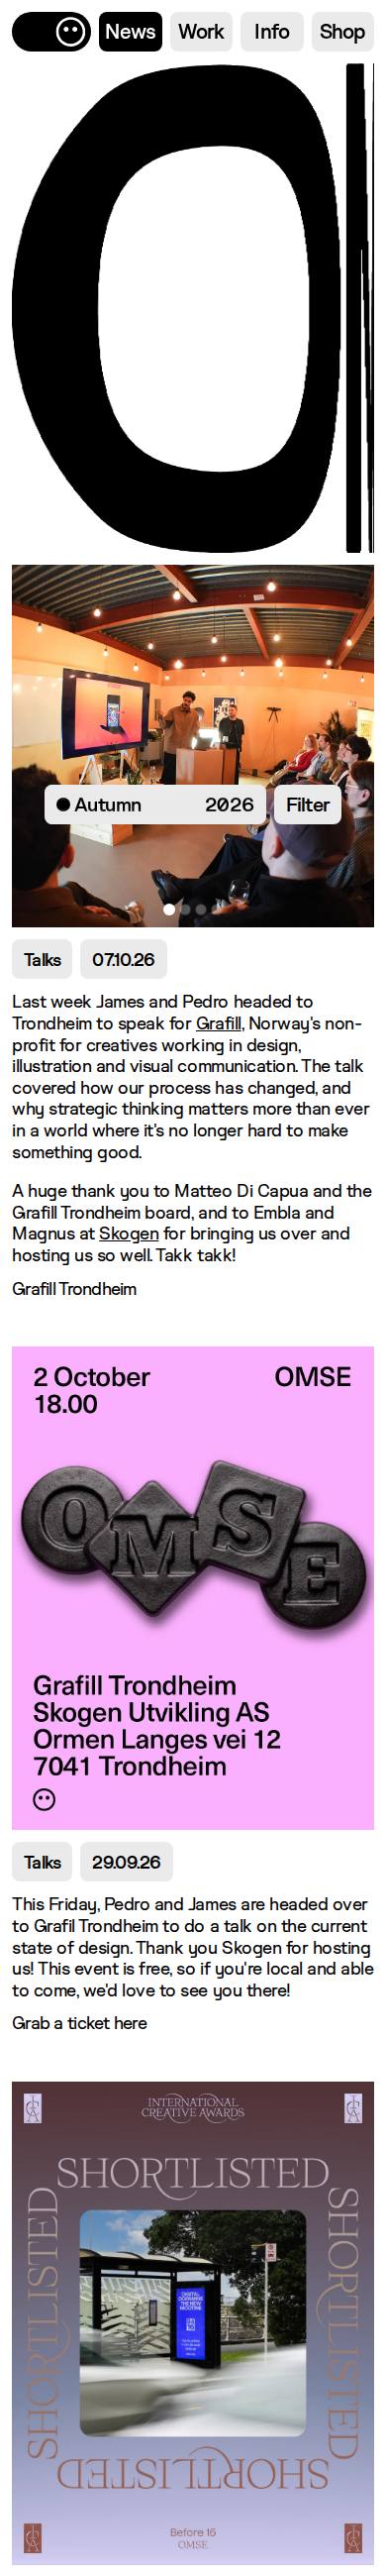 News Work Info Shop
Autumn 2026 Filter
Talks 07.10.26
Last week James and Pedro headed to
Trondheim to speak for Grafill, Norway's non-
profit for creatives working in design,
illustration and visual communication. The talk
covered how our process has changed, and
why strategic thinking matters more than ever
in a world where it's no longer hard to make
something good.
A huge thank you to Matteo Di Capua and the
Grafill Trondheim board, and to Embla and
Magnus at Skogen for bringing us over and
hosting us so well. Takk takk!
Grafill Trondheim
2 October OMSE
18.00
OMSE
Grafill Trondheim
Skogen Utvikling AS
Ormen Langes vei 12
7041 Trondheim
Talks 29.09.26
This Friday, Pedro and James are headed over
to Grafil Trondheim to do a talk on the current
state of design. Thank you Skogen for hosting
us! This event is free, so if you're local and able
to come, we'd love to see you there!
Grab a ticket here
INTERNATIONAL
CREATIVE AWARDS
SHORTLISTED
SHORTLISTED
SHORTLISTED
SHORTLISTED
Before 16
OMSE